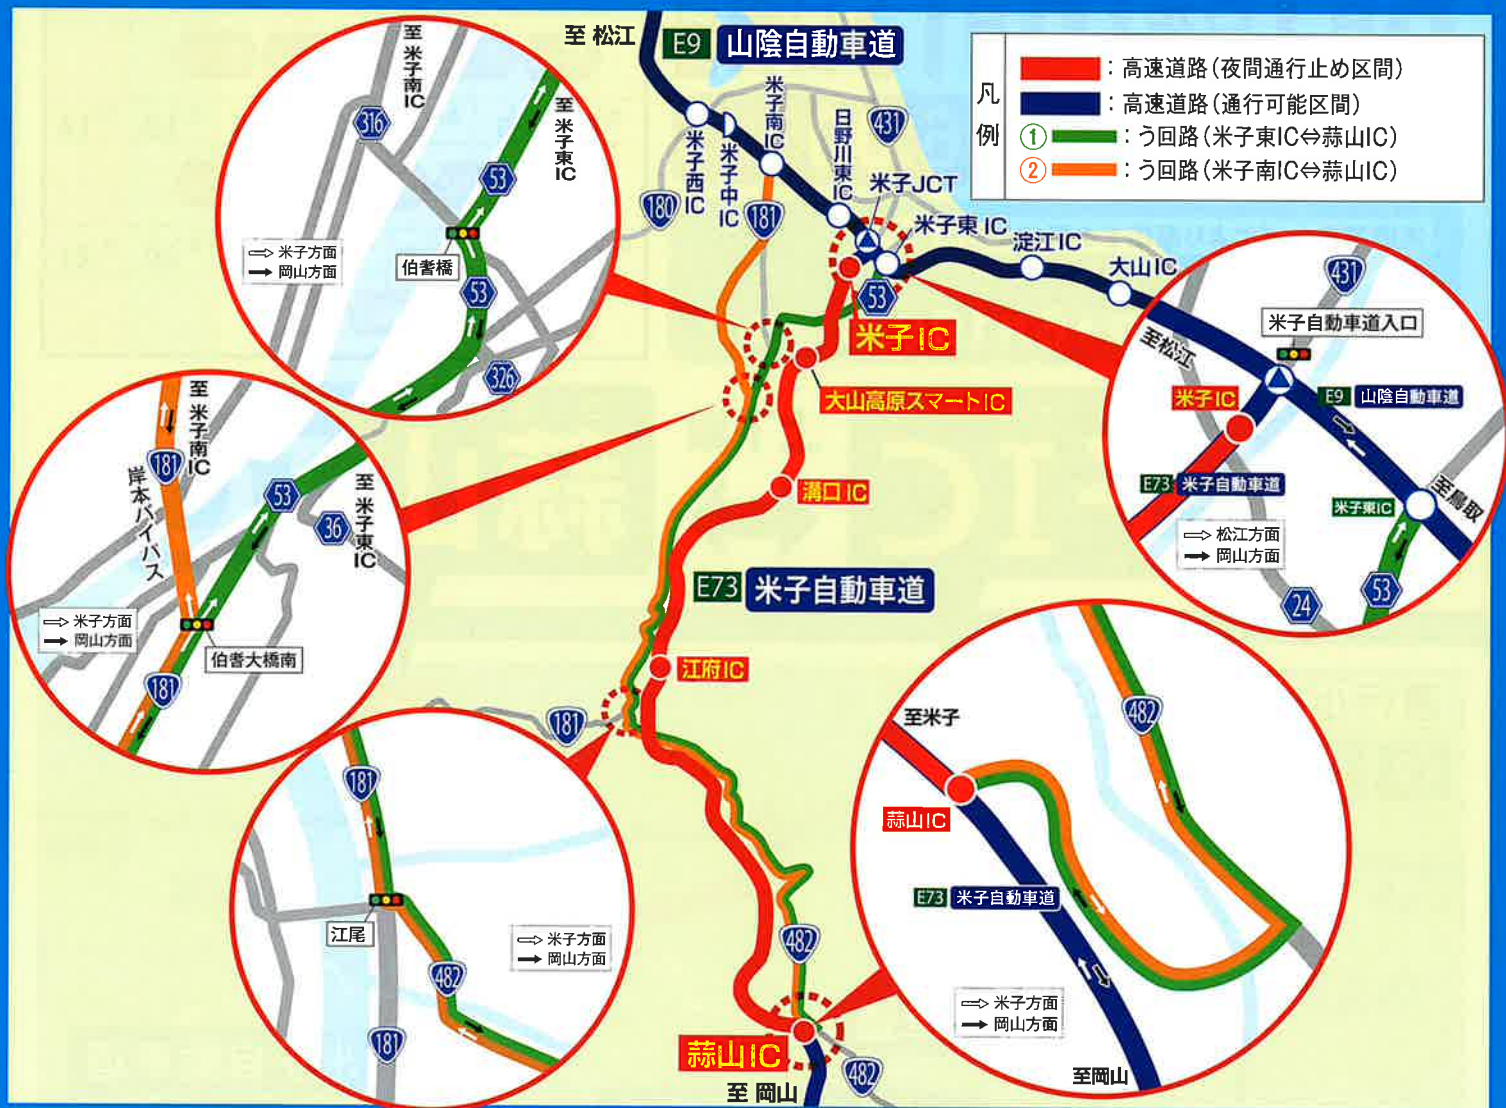 至 松江
E9 山陰自動車道
凡例
：高速道路（夜間通行止め区間）
：高速道路（通行可能区間）
①：う回路（米子東IC⇔蒜山IC）
②：う回路（米子南IC⇔蒜山IC）
米子西IC
米子中IC
米子南IC
日野川東IC
米子JCT
米子東 IC
淀江IC
大山IC
431
180
181
53
米子IC
大山高原スマートIC
溝口IC
E73 米子自動車道
江府IC
181
482
蒜山IC
至 岡山
482
至 米子南IC
至 米子東IC
316
53
米子方面
岡山方面
伯耆橋
53
326
至 米子南IC
181
岸本バイパス
53
36
至 米子東IC
米子方面
岡山方面
伯耆大橋南
181
181
江尾
米子方面
岡山方面
482
181
431
米子自動車道入口
至松江
米子IC
E9 山陰自動車道
E73 米子自動車道
至鳥取
米子東IC
松江方面
岡山方面
24
53
至米子
482
蒜山IC
E73 米子自動車道
米子方面
岡山方面
至岡山